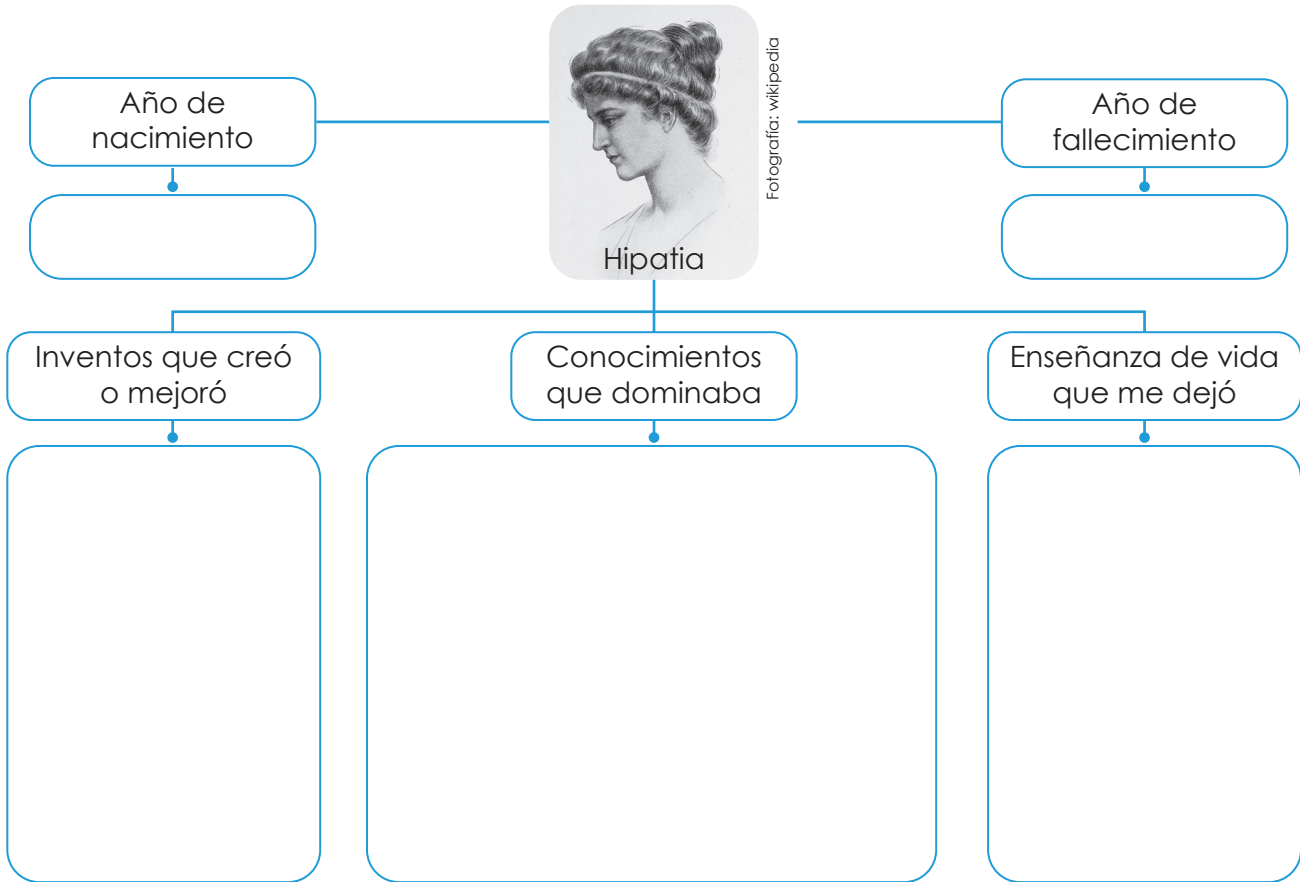 Año de
nacimiento
Fotografía: wikipedia
Año de
fallecimiento
Hipatia
Inventos que creó
o mejoró
Conocimientos
que dominaba
Enseñanza de vida
que me dejó